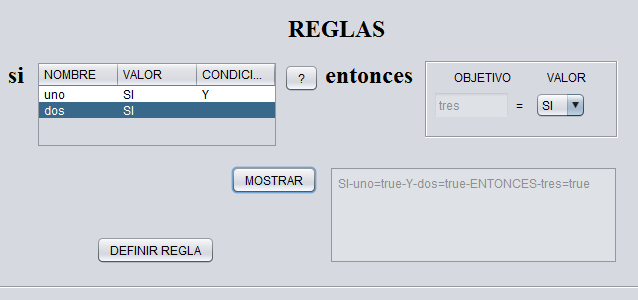 REGLAS
si
NOMBRE VALOR CONDICI...
uno SI Y
dos SI
?
entonces
OBJETIVO VALOR
tres = SI
MOSTRAR
SI-uno=true-Y-dos=true-ENTONCES-tres=true
DEFINIR REGLA